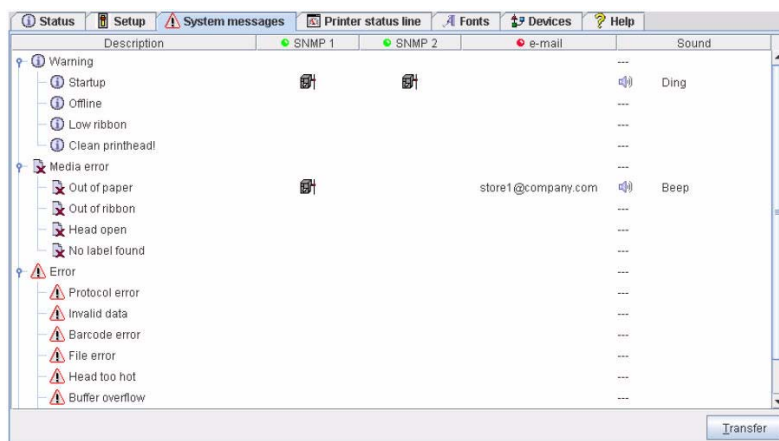 Status Setup System messages Printer status line Fonts Devices Help
Description SNMP 1 SNMP 2 e-mail Sound
Warning ---
Startup Ding
Offline ---
Low ribbon ---
Clean printhead! ---
Media error ---
Out of paper store1@company.com Beep
Out of ribbon ---
Head open ---
No label found ---
Error ---
Protocol error ---
Invalid data ---
Barcode error ---
File error ---
Head too hot ---
Buffer overflow ---
Transfer